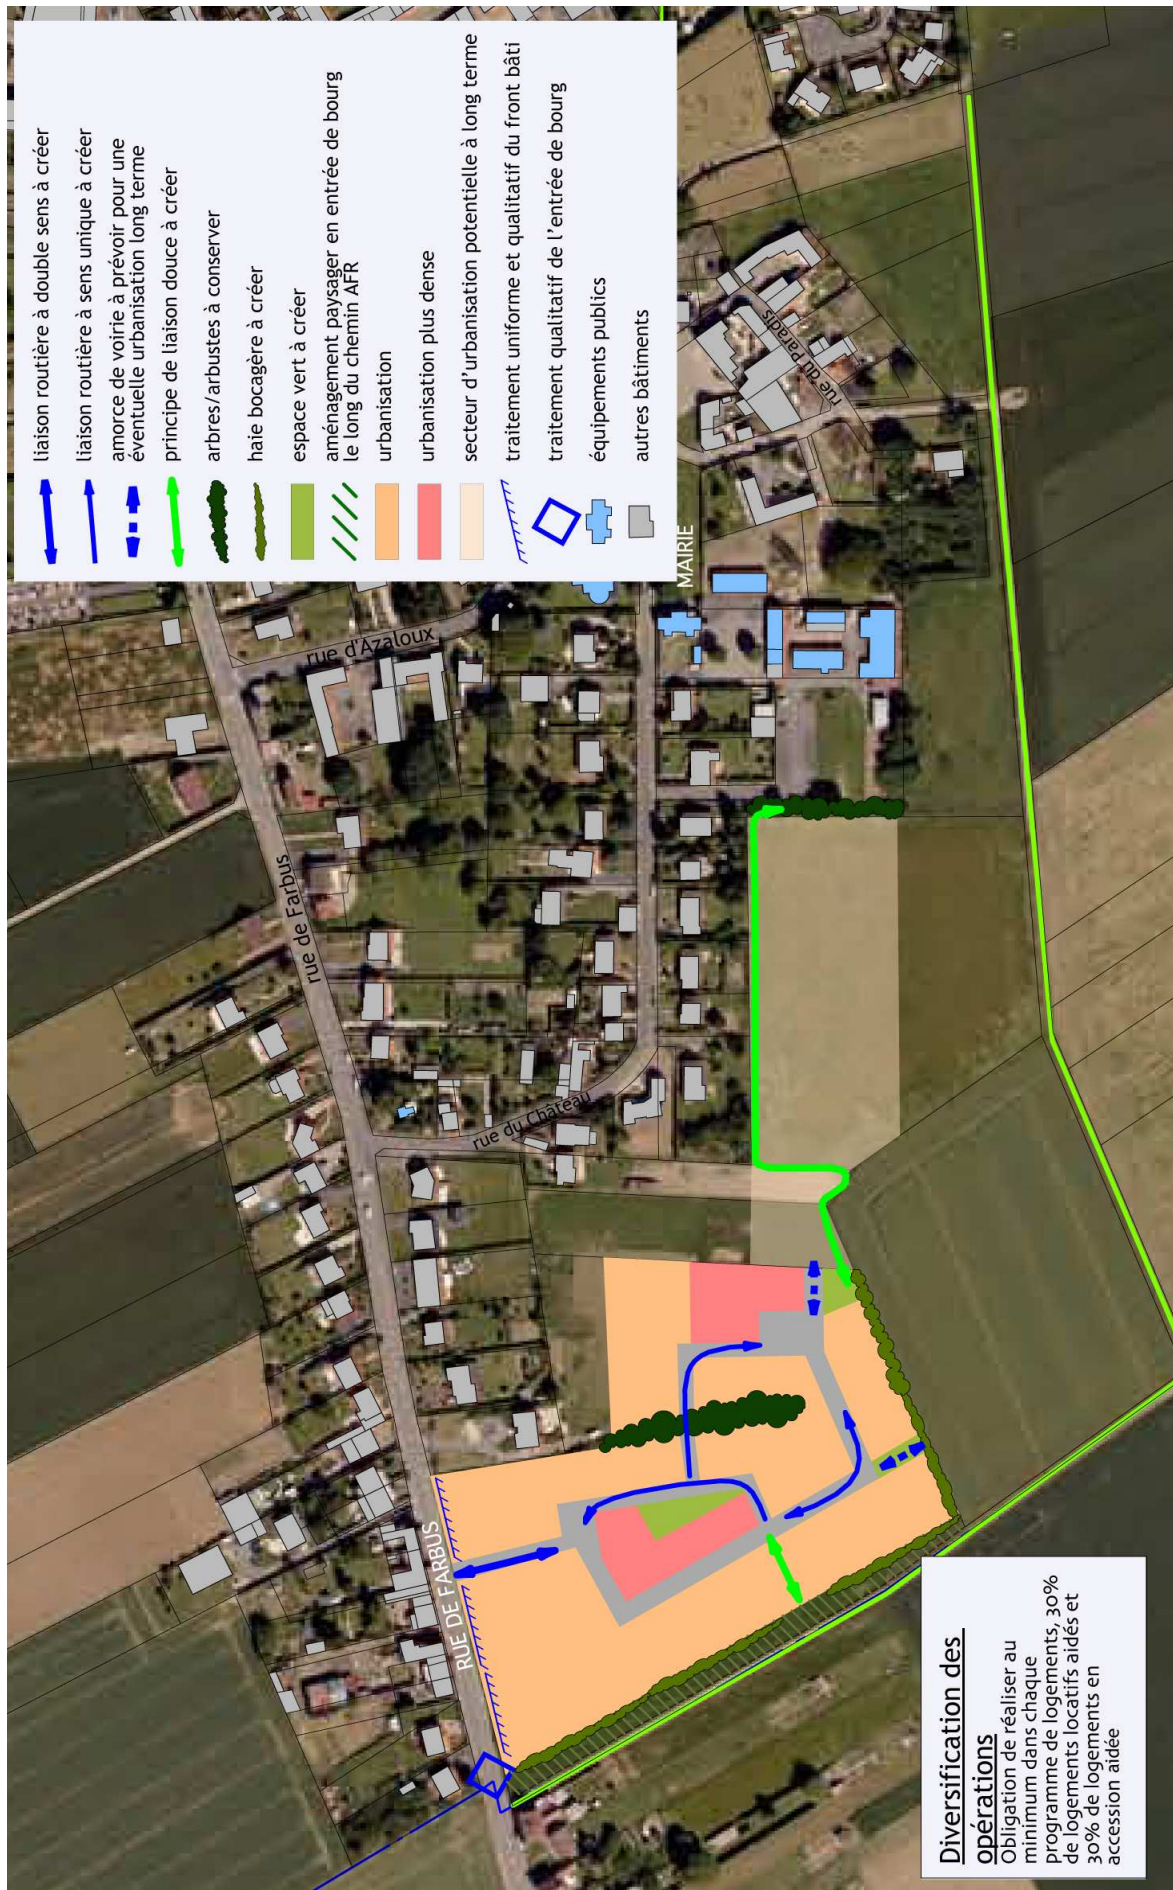 liaison routière à double sens à créer
liaison routière à sens unique à créer
amorce de voirie à prévoir pour une
éventuelle urbanisation long terme
principe de liaison douce à créer
arbres/arbustes à conserver
haie bocagère à créer
espace vert à créer
aménagement paysager en entrée de bourg
le long du chemin AFR
urbanisation
urbanisation plus dense
secteur d'urbanisation potentielle à long terme
traitement uniforme et qualitatif du front bâti
traitement qualitatif de l'entrée de bourg
équipements publics
autres bâtiments
rue d'Azaloux
rue de Farbus
rue du Château
RUE DE FARBUS
MAIRIE
rue du Paradis
Diversification des
opérations
Obligation de réaliser au
minimum dans chaque
programme de logements, 30%
de logements locatifs aidés et
30% de logements en
accession aidée